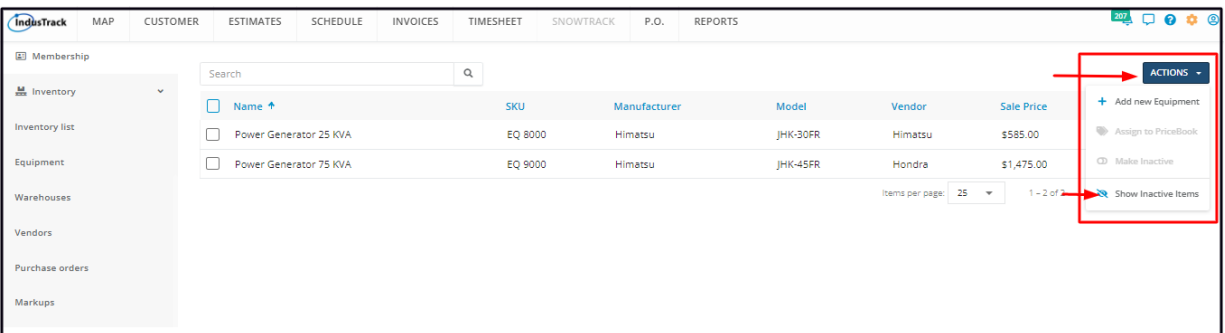 IndusTrack MAP CUSTOMER ESTIMATES SCHEDULE INVOICES TIMESHEET SNOWTRACK P.O. REPORTS 207
Membership
Inventory
Inventory list
Equipment
Warehouses
Vendors
Purchase orders
Markups
Search
ACTIONS
Name SKU Manufacturer Model Vendor Sale Price
Power Generator 25 KVA EQ 8000 Himatsu JHK-30FR Himatsu $585.00
Power Generator 75 KVA EQ 9000 Himatsu JHK-45FR Hondra $1,475.00
Items per page: 25 1 – 2 of
Add new Equipment
Assign to PriceBook
Make Inactive
Show Inactive Items